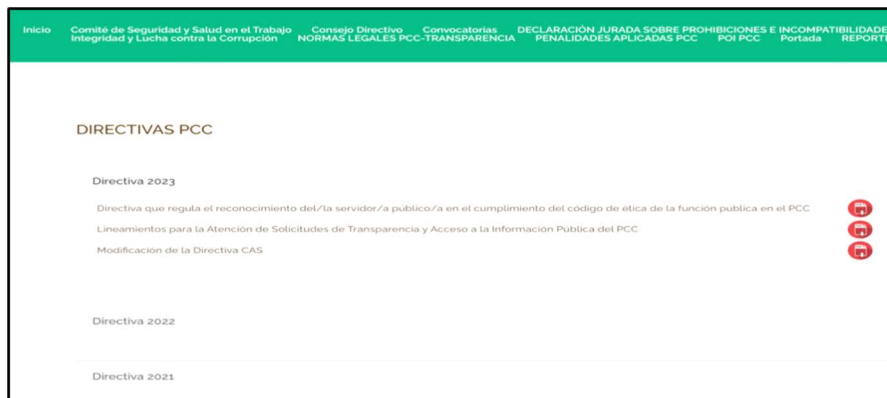 Inicio Comité de Seguridad y Salud en el Trabajo Consejo Directivo Convocatorias DECLARACIÓN JURADA SOBRE PROHIBICIONES E INCOMPATIBILIDADE
Integridad y Lucha contra la Corrupción NORMAS LEGALES PCC-TRANSPARENCIA PENALIDADES APLICADAS PCC POI PCC Portada REPORT
DIRECTIVAS PCC
Directiva 2023
Directiva que regula el reconocimiento del/la servidor/a público/a en el cumplimiento del código de ética de la función pública en el PCC
Lineamientos para la Atención de Solicitudes de Transparencia y Acceso a la Información Pública del PCC
Modificación de la Directiva CAS
Directiva 2022
Directiva 2021